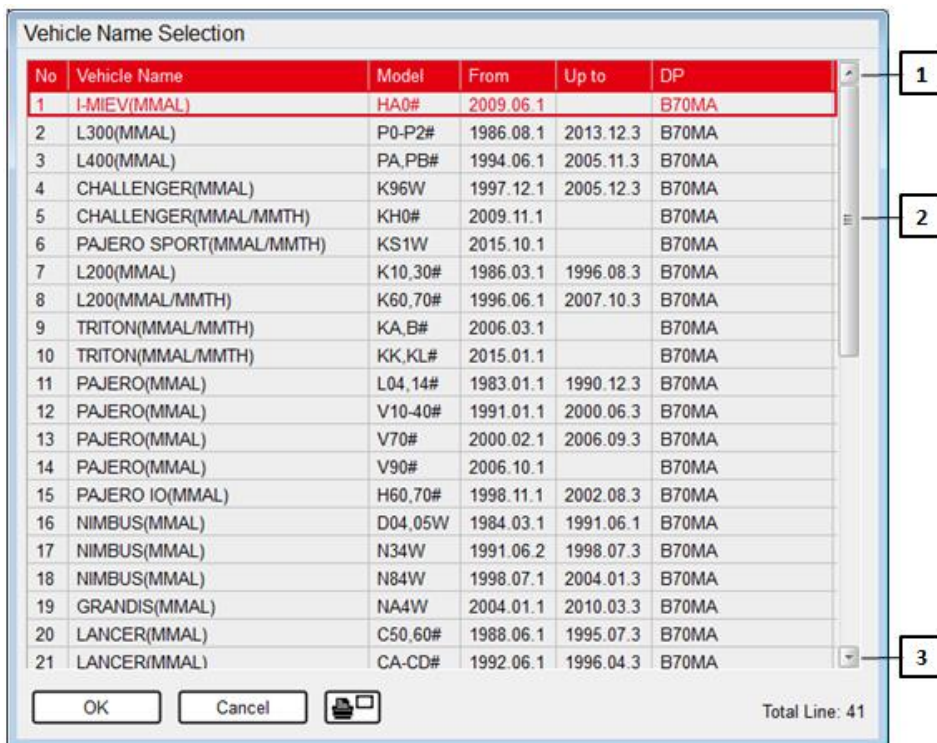 Vehicle Name Selection
No Vehicle Name Model From Up to DP
1 I-MIEV(MMAL) HA0# 2009.06.1 B70MA
2 L300(MMAL) P0-P2# 1986.08.1 2013.12.3 B70MA
3 L400(MMAL) PA,PB# 1994.06.1 2005.11.3 B70MA
4 CHALLENGER(MMAL) K96W 1997.12.1 2005.12.3 B70MA
5 CHALLENGER(MMAL/MMTH) KH0# 2009.11.1 B70MA
6 PAJERO SPORT(MMAL/MMTH) KS1W 2015.10.1 B70MA
7 L200(MMAL) K10,30# 1986.03.1 1996.08.3 B70MA
8 L200(MMAL/MMTH) K60,70# 1996.06.1 2007.10.3 B70MA
9 TRITON(MMAL/MMTH) KA,B# 2006.03.1 B70MA
10 TRITON(MMAL/MMTH) KK,KL# 2015.01.1 B70MA
11 PAJERO(MMAL) L04,14# 1983.01.1 1990.12.3 B70MA
12 PAJERO(MMAL) V10-40# 1991.01.1 2000.06.3 B70MA
13 PAJERO(MMAL) V70# 2000.02.1 2006.09.3 B70MA
14 PAJERO(MMAL) V90# 2006.10.1 B70MA
15 PAJERO IO(MMAL) H60,70# 1998.11.1 2002.08.3 B70MA
16 NIMBUS(MMAL) D04,05W 1984.03.1 1991.06.1 B70MA
17 NIMBUS(MMAL) N34W 1991.06.2 1998.07.3 B70MA
18 NIMBUS(MMAL) N84W 1998.07.1 2004.01.3 B70MA
19 GRANDIS(MMAL) NA4W 2004.01.1 2010.03.3 B70MA
20 LANCER(MMAL) C50,60# 1988.06.1 1995.07.3 B70MA
21 LANCER(MMAL) CA-CD# 1992.06.1 1996.04.3 B70MA
OK Cancel Total Line: 41
1
2
3